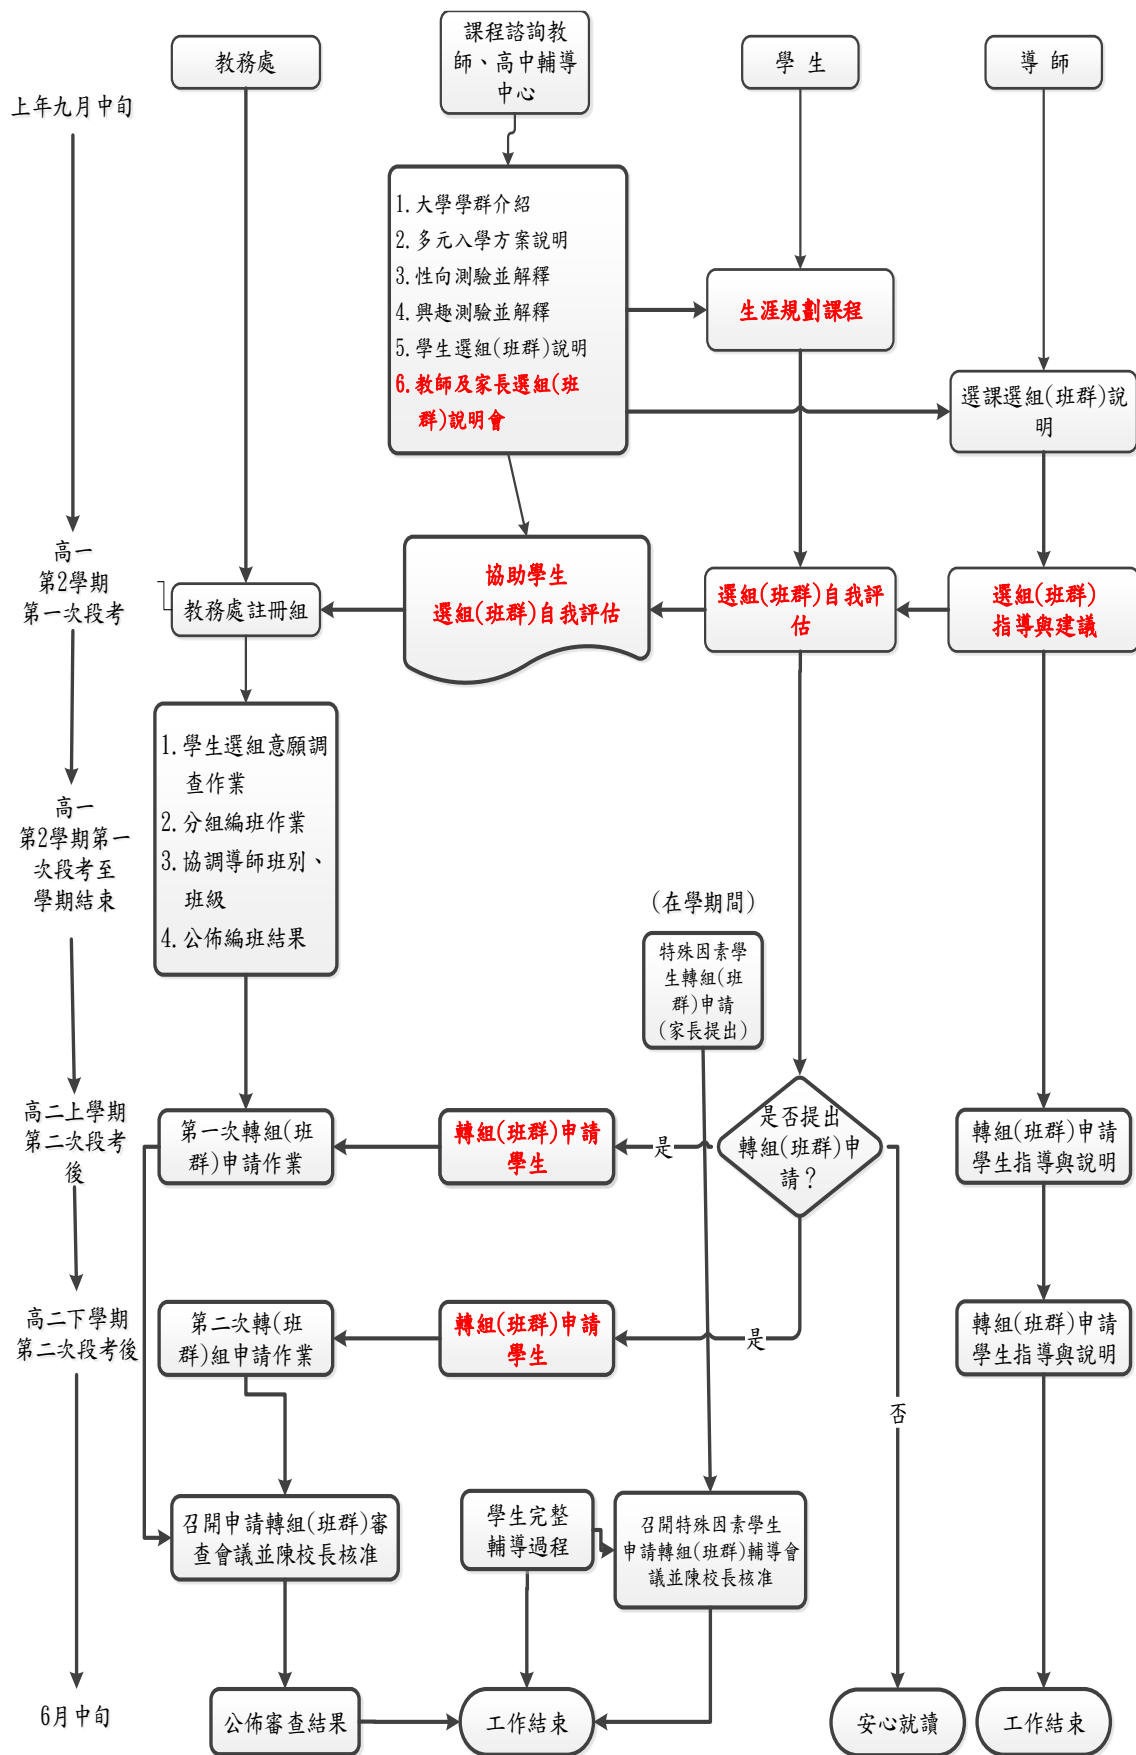 教務處
課程諮詢教
師、高中輔導
中心
學 生
導 師
上年九月中旬
1. 大學學群介紹
2. 多元入學方案說明
3. 性向測驗並解釋
4. 興趣測驗並解釋
5. 學生選組(班群)說明
6. 教師及家長選組(班
群)說明會
生涯規劃課程
選課選組(班群)說
明
高一
第2學期
第一次段考
教務處註冊組
協助學生
選組(班群)自我評估
選組(班群)自我評
估
選組(班群)
指導與建議
1. 學生選組意願調
查作業
2. 分組編班作業
3. 協調導師班別、
班級
4. 公佈編班結果
高一
第2學期第一
次段考至
學期結束
(在學期間)
特殊因素學
生轉組(班
群)申請
(家長提出)
高二上學期
第二次段考
後
第一次轉組(班
群)申請作業
轉組(班群)申請
學生
是
是否提出
轉組(班群)申
請？
轉組(班群)申請
學生指導與說明
高二下學期
第二次段考後
第二次轉(班
群)組申請作業
轉組(班群)申請
學生
是
轉組(班群)申請
學生指導與說明
否
召開申請轉組(班群)審
查會議並陳校長核准
學生完整
輔導過程
召開特殊因素學生
申請轉組(班群)輔導會
議並陳校長核准
6月中旬
公佈審查結果
工作結束
安心就讀
工作結束